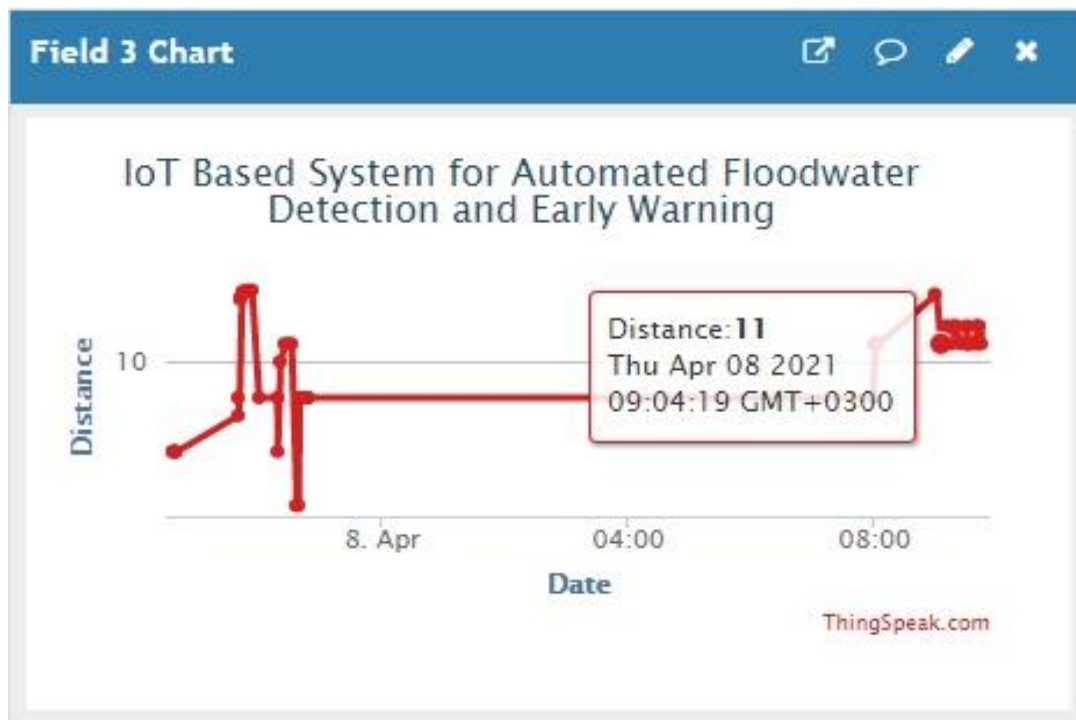 Field 3 Chart
IoT Based System for Automated Floodwater
Detection and Early Warning
Distance
10
Distance:11
Thu Apr 08 2021
09:04:19 GMT+0300
8. Apr
04:00
08:00
Date
ThingSpeak.com